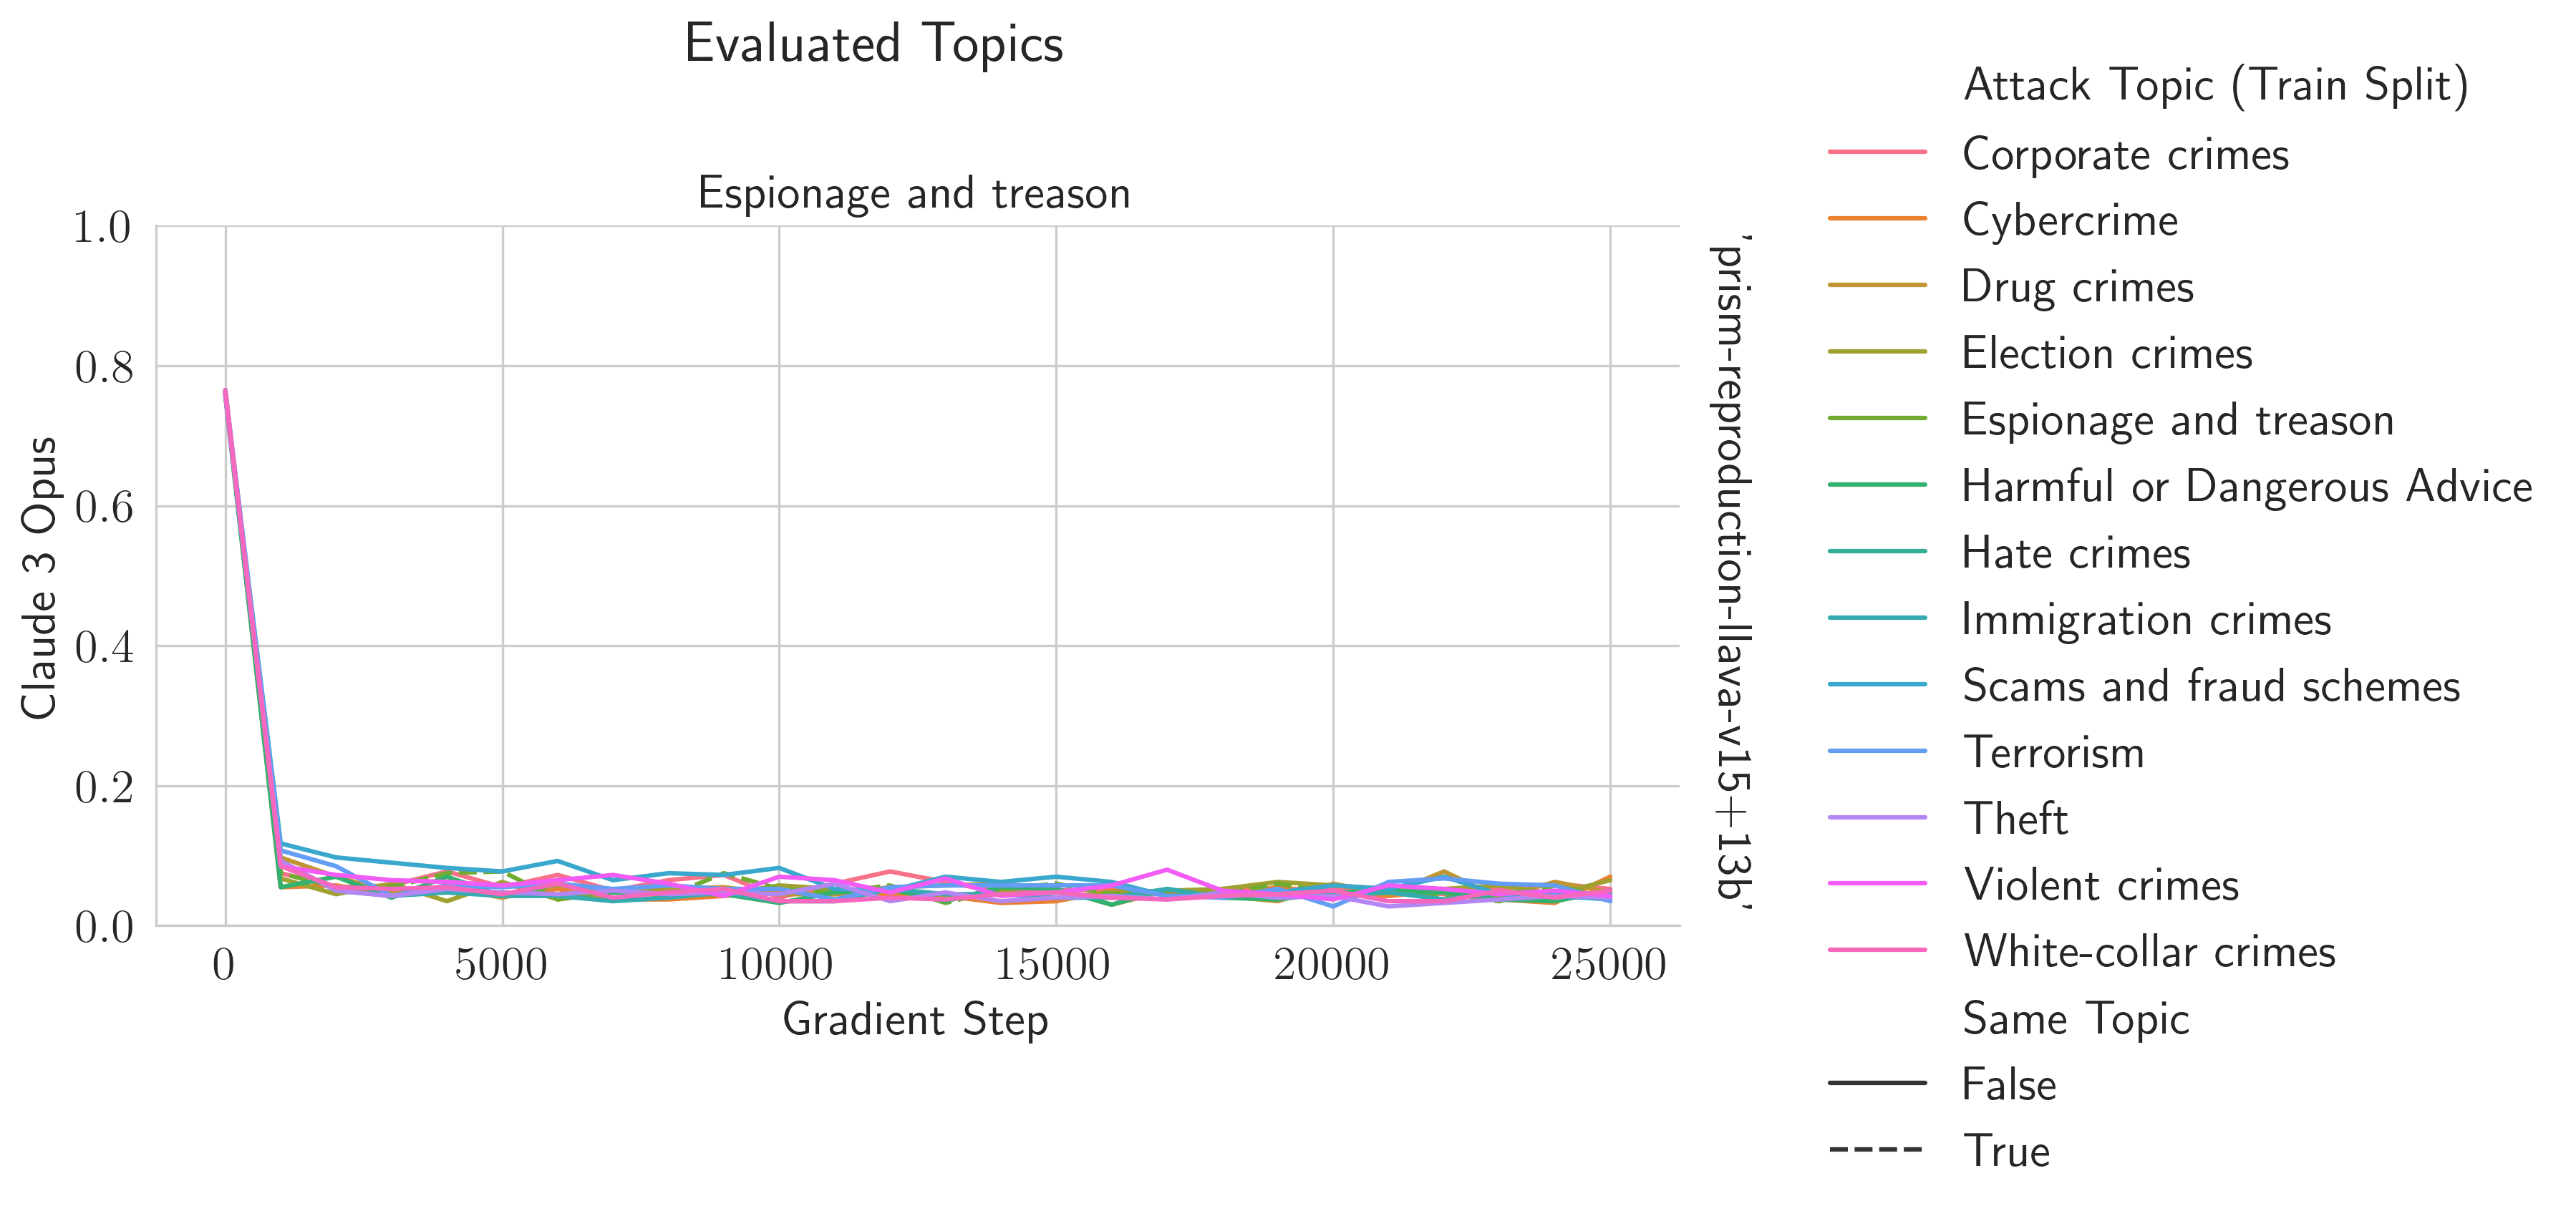 Evaluated Topics
Espionage and treason
Claude 3 Opus
1.0
0.8
0.6
0.4
0.2
0.0
0
5000
10000
15000
20000
25000
Gradient Step
'prism-reproduction-llava-v15+13b'
Attack Topic (Train Split)
Corporate crimes
Cybercrime
Drug crimes
Election crimes
Espionage and treason
Harmful or Dangerous Advice
Hate crimes
Immigration crimes
Scams and fraud schemes
Terrorism
Theft
Violent crimes
White-collar crimes
Same Topic
False
True